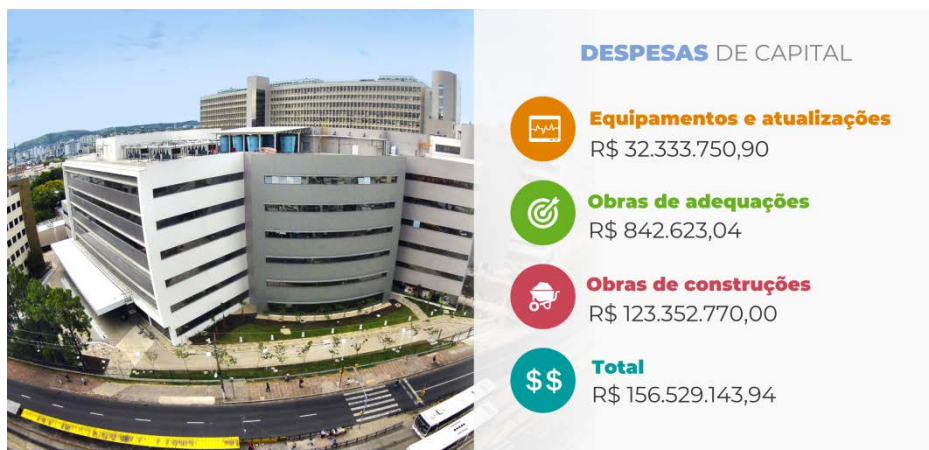 DESPESAS DE CAPITAL
Equipamentos e atualizações
R$ 32.333.750,90
Obras de adequações
R$ 842.623,04
Obras de construções
R$ 123.352.770,00
$$
Total
R$ 156.529.143,94